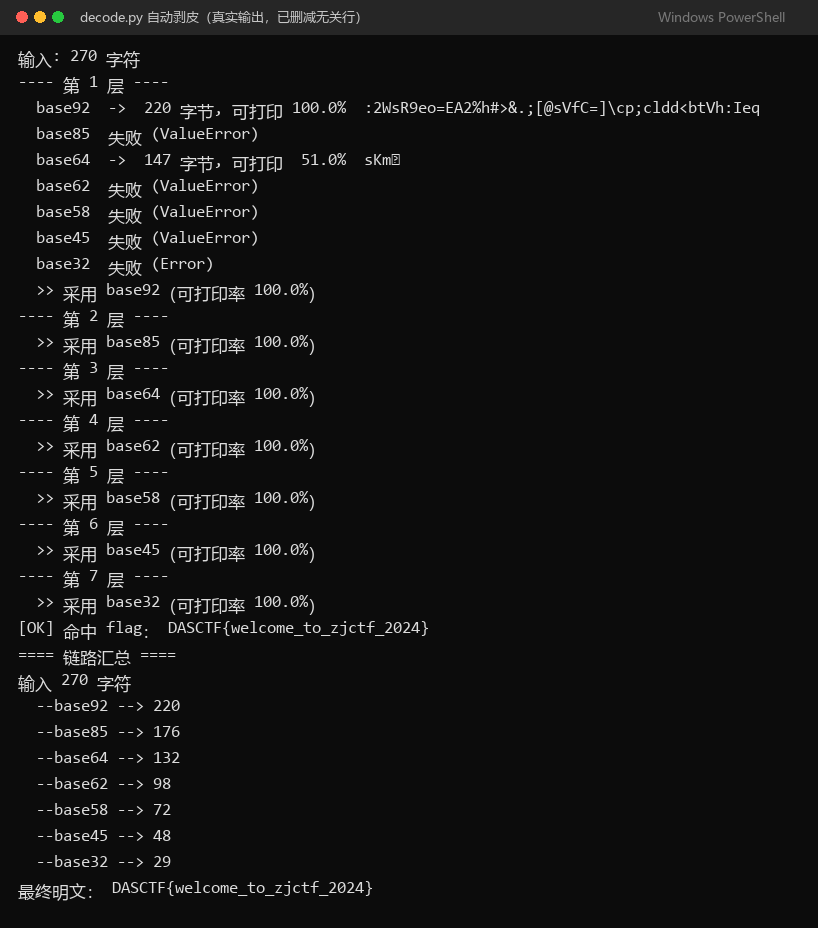 decode.py 自动剥皮（真实输出，已删减无关行） Windows PowerShell
输入: 270 字符
---- 第 1 层 ----
base92 -> 220 字节, 可打印 100.0% :2WsR9eo=EA2%h#>&.;[@sVfC=]\cp;cldd<btVh:Ieq
base85 失败 (ValueError)
base64 -> 147 字节, 可打印 51.0% sKm
base62 失败 (ValueError)
base58 失败 (ValueError)
base45 失败 (ValueError)
base32 失败 (Error)
>> 采用 base92 (可打印率 100.0%)
---- 第 2 层 ----
>> 采用 base85 (可打印率 100.0%)
---- 第 3 层 ----
>> 采用 base64 (可打印率 100.0%)
---- 第 4 层 ----
>> 采用 base62 (可打印率 100.0%)
---- 第 5 层 ----
>> 采用 base58 (可打印率 100.0%)
---- 第 6 层 ----
>> 采用 base45 (可打印率 100.0%)
---- 第 7 层 ----
>> 采用 base32 (可打印率 100.0%)
[OK] 命中 flag: DASCTF{welcome_to_zjctf_2024}
==== 链路汇总 ====
输入 270 字符
--base92 --> 220
--base85 --> 176
--base64 --> 132
--base62 --> 98
--base58 --> 72
--base45 --> 48
--base32 --> 29
最终明文: DASCTF{welcome_to_zjctf_2024}